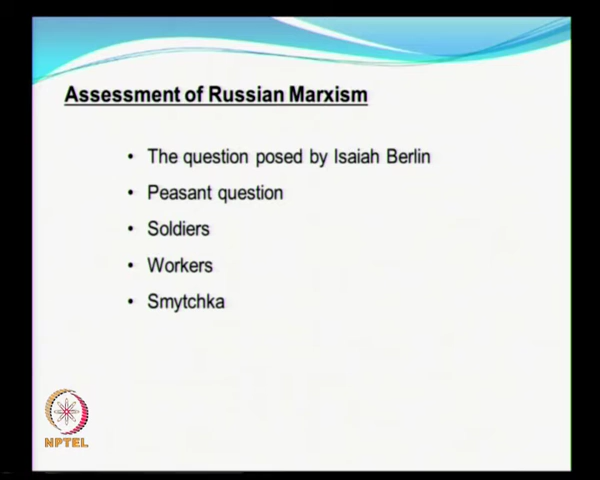 Assessment of Russian Marxism
• The question posed by Isaiah Berlin
• Peasant question
• Soldiers
• Workers
• Smytchka
NPTEL